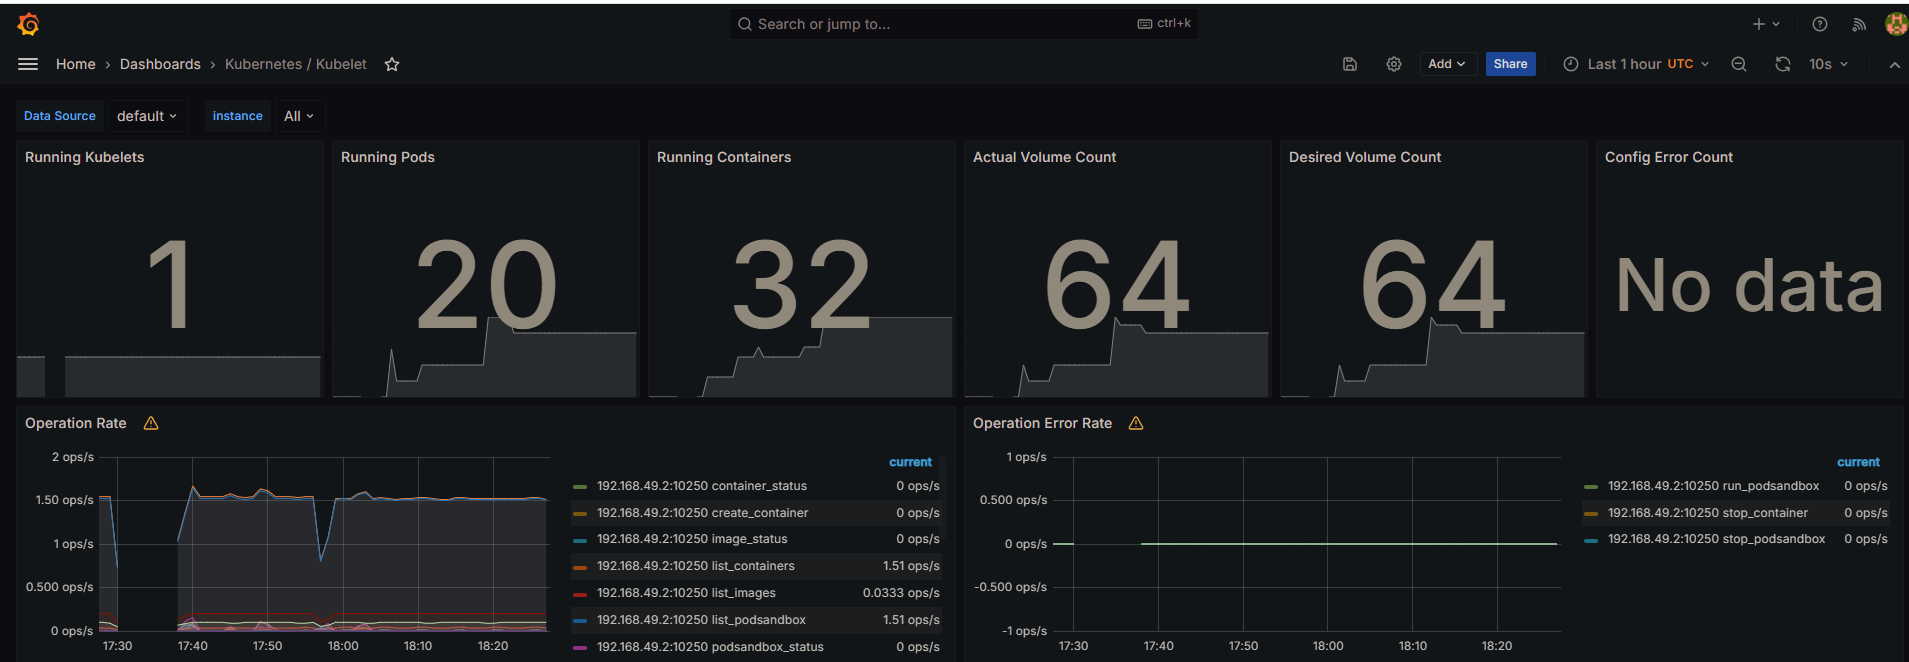 Search or jump to... ctrl+k
Home › Dashboards › Kubernetes / Kubelet
Add Share Last 1 hour UTC 10s
Data Source default instance All
Running Kubelets
1
Running Pods
20
Running Containers
32
Actual Volume Count
64
Desired Volume Count
64
Config Error Count
No data
Operation Rate
2 ops/s
1.50 ops/s
1 ops/s
0.500 ops/s
0 ops/s
17:30 17:40 17:50 18:00 18:10 18:20
current
192.168.49.2:10250 container_status 0 ops/s
192.168.49.2:10250 create_container 0 ops/s
192.168.49.2:10250 image_status 0 ops/s
192.168.49.2:10250 list_containers 1.51 ops/s
192.168.49.2:10250 list_images 0.0333 ops/s
192.168.49.2:10250 list_podsandbox 1.51 ops/s
192.168.49.2:10250 podsandbox_status 0 ops/s
Operation Error Rate
1 ops/s
0.500 ops/s
0 ops/s
-0.500 ops/s
-1 ops/s
17:30 17:40 17:50 18:00 18:10 18:20
current
192.168.49.2:10250 run_podsandbox 0 ops/s
192.168.49.2:10250 stop_container 0 ops/s
192.168.49.2:10250 stop_podsandbox 0 ops/s